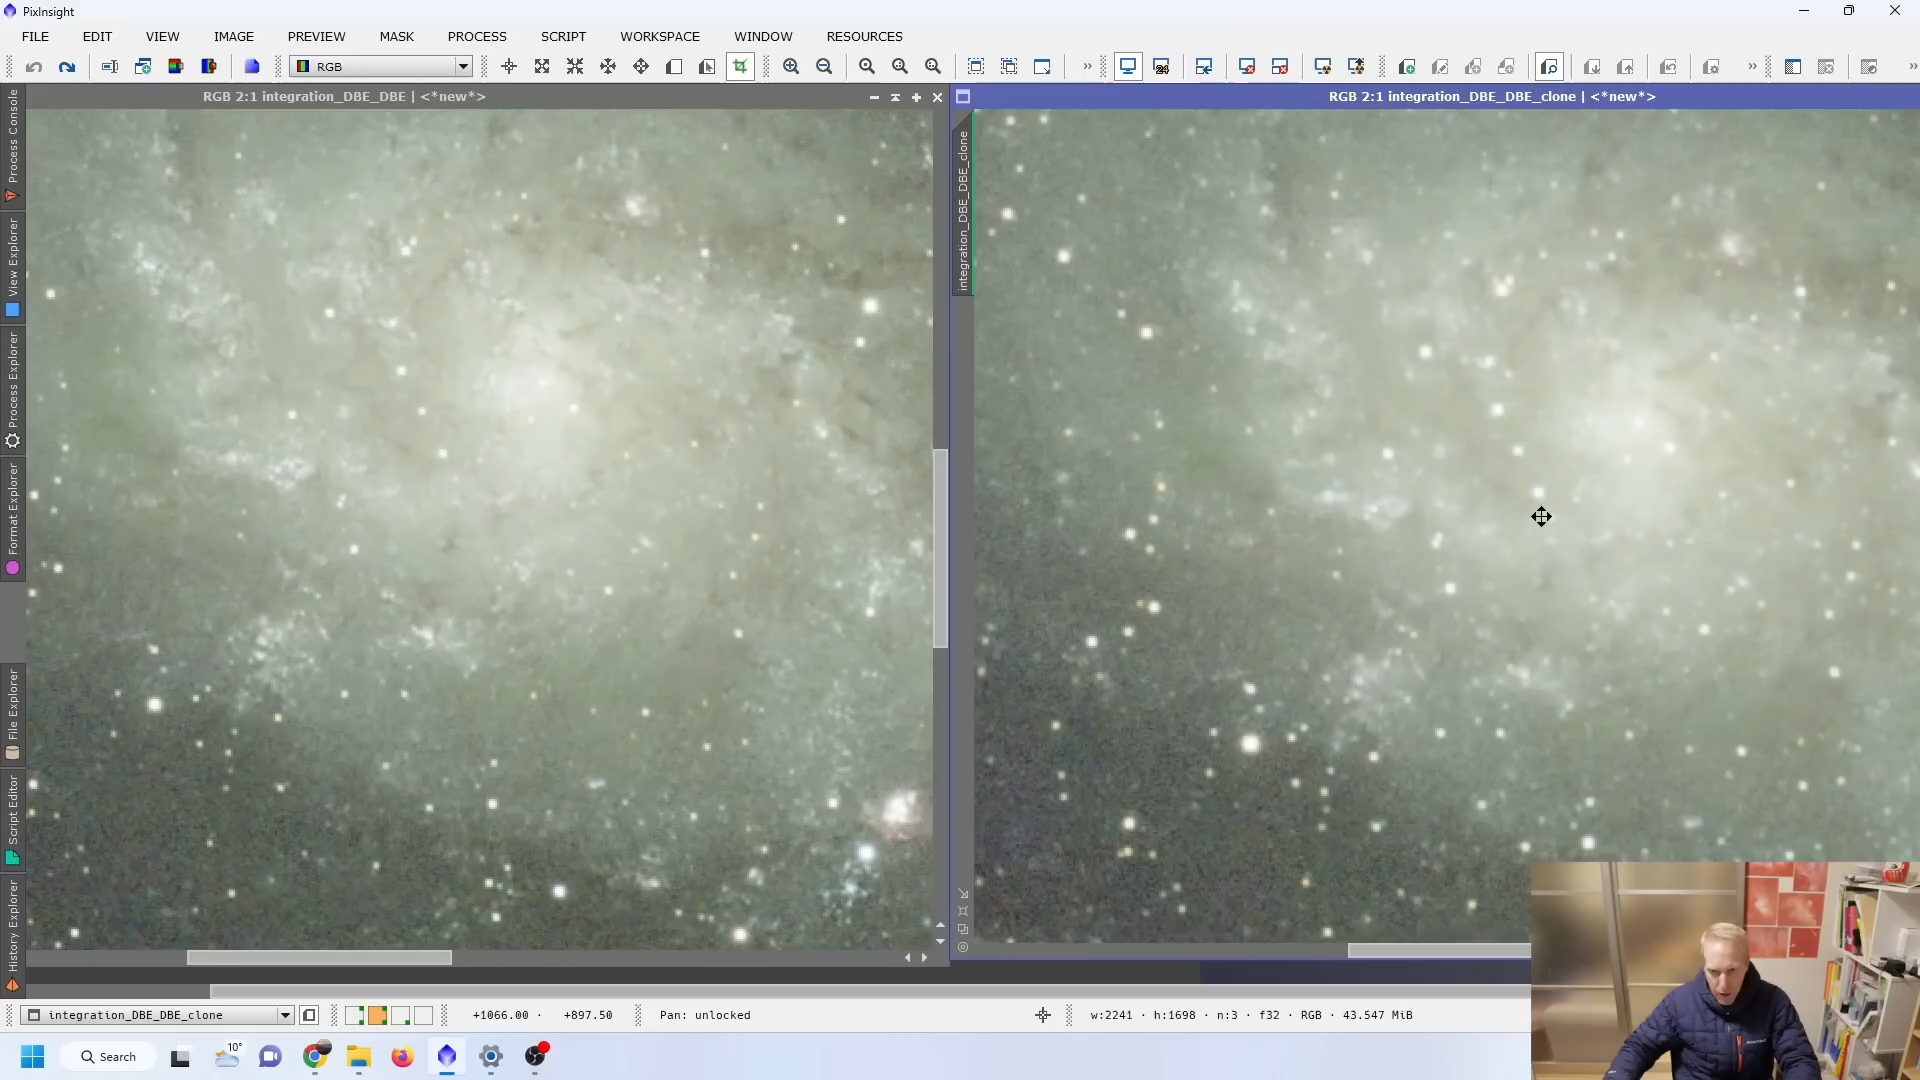 PixInsight
FILE EDIT VIEW IMAGE PREVIEW MASK PROCESS SCRIPT WORKSPACE WINDOW RESOURCES
RGB
24
RGB 2:1 integration_DBE_DBE | <*new*>
RGB 2:1 integration_DBE_DBE_clone | <*new*>
integration_DBE_DBE_clone
Process Console
View Explorer
Process Explorer
Format Explorer
File Explorer
Script Editor
History Explorer
integration_DBE_DBE_clone
+1066.00 · +897.50
Pan: unlocked
w:2241 · h:1698 · n:3 · f32 · RGB · 43.547 MiB
Search
10°